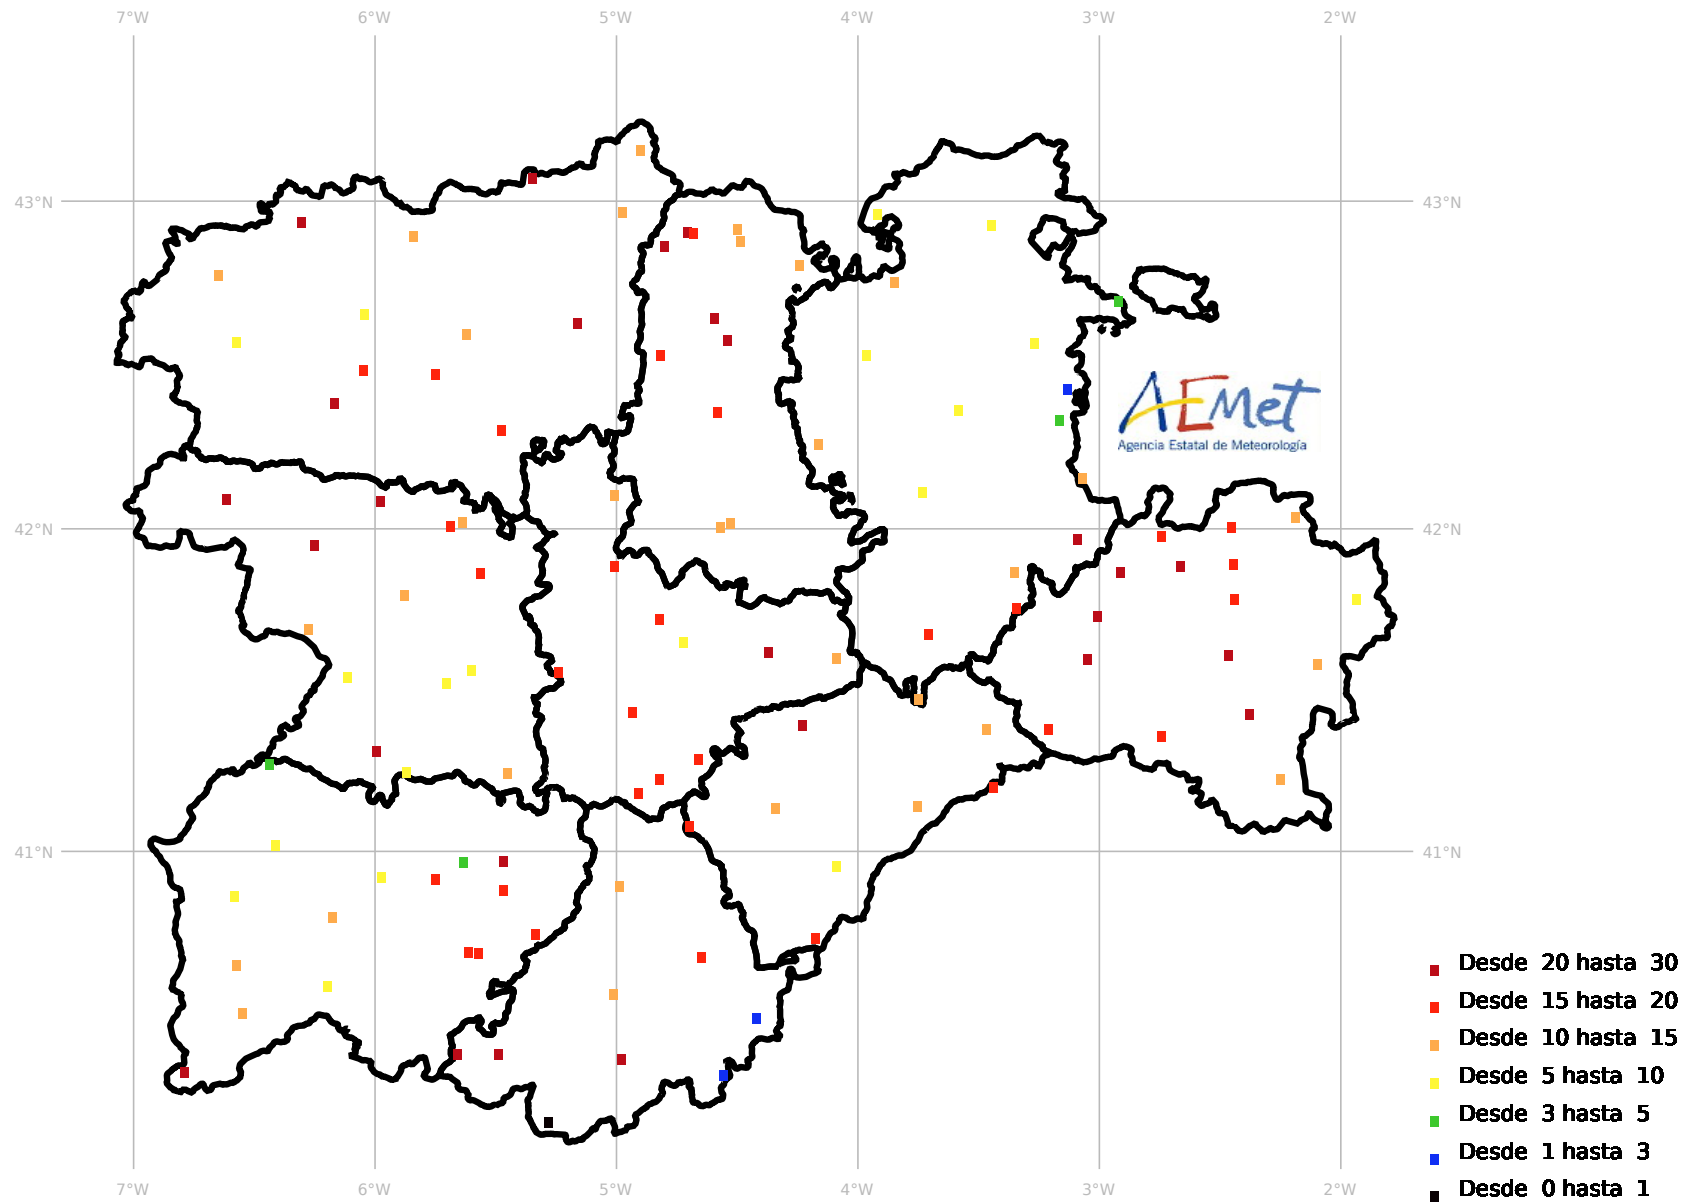 7°W 6°W 5°W 4°W 3°W 2°W
43°N 43°N
AEMet
Agencia Estatal de Meteorología
42°N 42°N
41°N 41°N
Desde 20 hasta 30
Desde 15 hasta 20
Desde 10 hasta 15
Desde 5 hasta 10
Desde 3 hasta 5
Desde 1 hasta 3
Desde 0 hasta 1
7°W 6°W 5°W 4°W 3°W 2°W